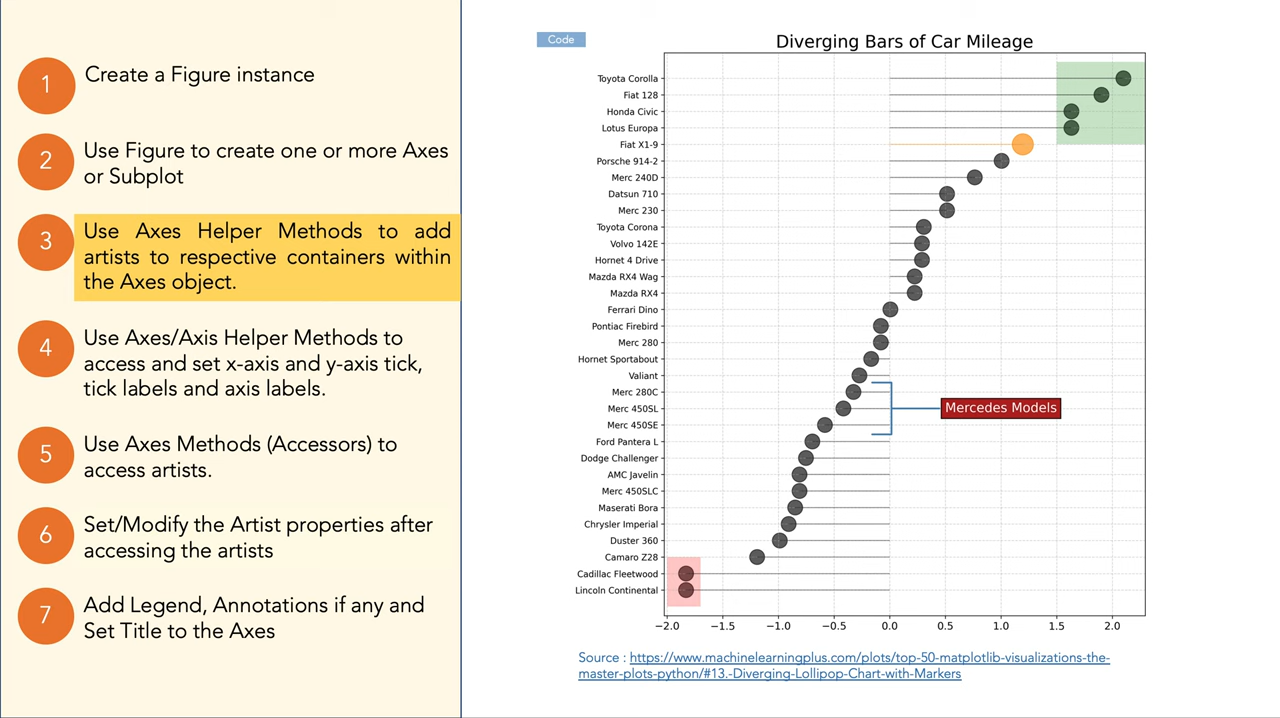 1
Create a Figure instance
2
Use Figure to create one or more Axes
or Subplot
3
Use Axes Helper Methods to add
artists to respective containers within
the Axes object.
4
Use Axes/Axis Helper Methods to
access and set x-axis and y-axis tick,
tick labels and axis labels.
5
Use Axes Methods (Accessors) to
access artists.
6
Set/Modify the Artist properties after
accessing the artists
7
Add Legend, Annotations if any and
Set Title to the Axes
Code
Diverging Bars of Car Mileage
Toyota Corolla
Fiat 128
Honda Civic
Lotus Europa
Fiat X1-9
Porsche 914-2
Merc 240D
Datsun 710
Merc 230
Toyota Corona
Volvo 142E
Hornet 4 Drive
Mazda RX4 Wag
Mazda RX4
Ferrari Dino
Pontiac Firebird
Merc 280
Hornet Sportabout
Valiant
Merc 280C
Merc 450SL
Mercedes Models
Merc 450SE
Ford Pantera L
Dodge Challenger
AMC Javelin
Merc 450SLC
Maserati Bora
Chrysler Imperial
Duster 360
Camaro Z28
Cadillac Fleetwood
Lincoln Continental
−2.0 −1.5 −1.0 −0.5 0.0 0.5 1.0 1.5 2.0
Source : https://www.machinelearningplus.com/plots/top-50-matplotlib-visualizations-the-
master-plots-python/#13.-Diverging-Lollipop-Chart-with-Markers